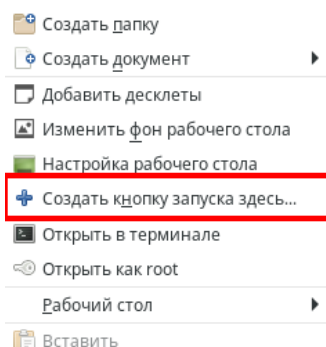 Создать папку
Создать документ
Добавить десклеты
Изменить фон рабочего стола
Настройка рабочего стола
Создать кнопку запуска здесь...
Открыть в терминале
Открыть как root
Рабочий стол
Вставить